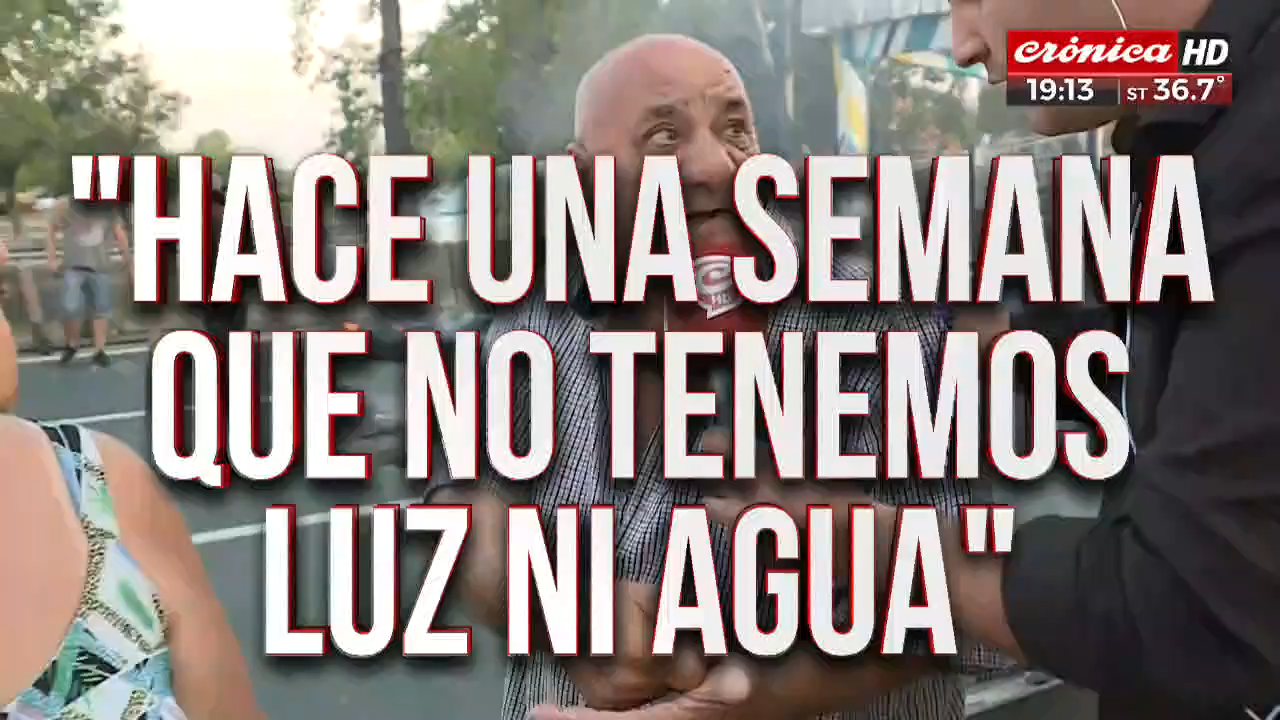 crónica HD
19:13 ST 36.7°
"HACE UNA SEMANA
QUE NO TENEMOS
LUZ NI AGUA"